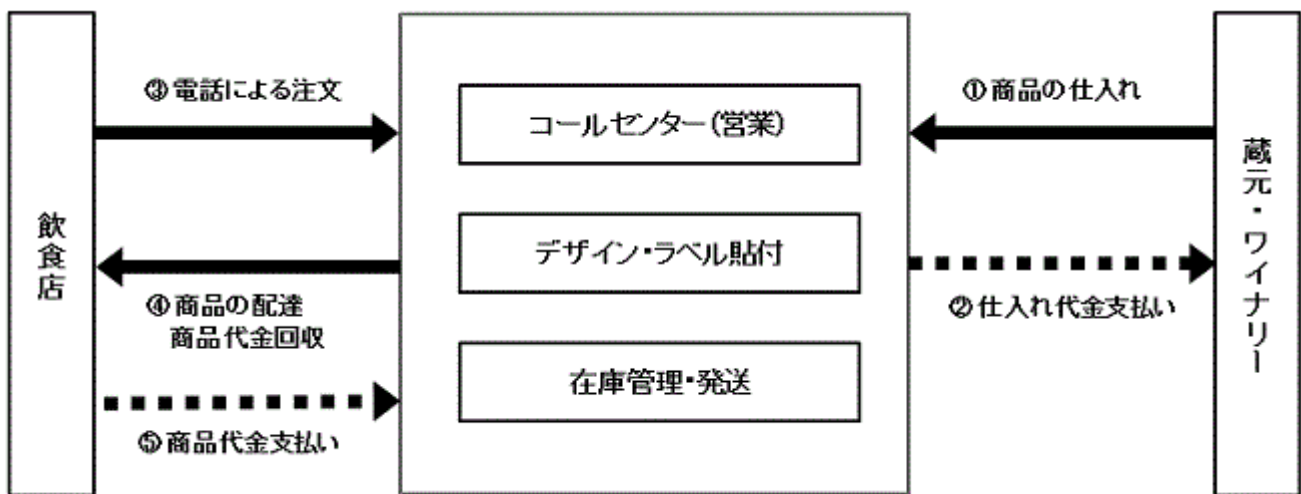 飲食店
③電話による注文
④商品の配達
商品代金回収
⑤商品代金支払い
コールセンター(営業)
デザイン・ラベル貼付
在庫管理・発送
①商品の仕入れ
②仕入れ代金支払い
蔵元・ワイナリー